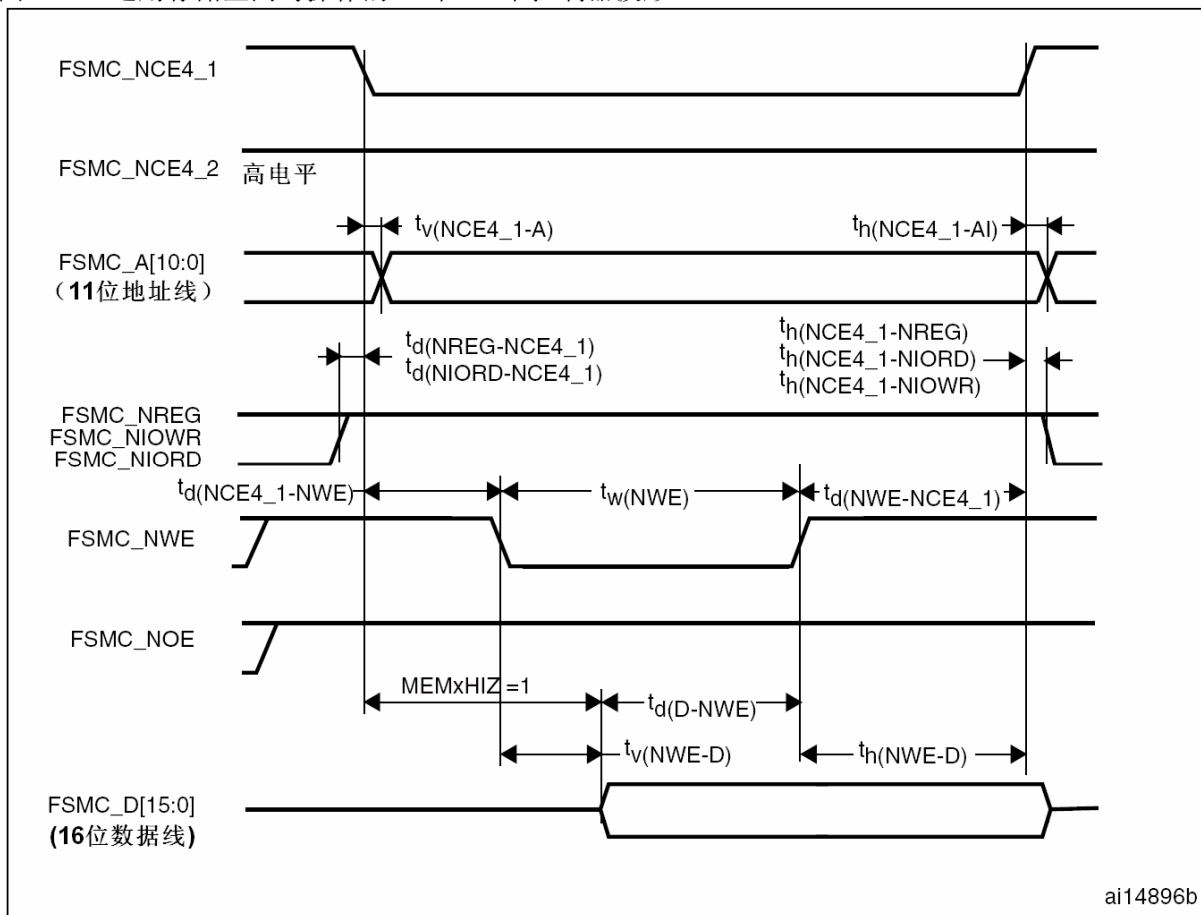 FSMC_NCE4_1
FSMC_NCE4_2 高电平
tv(NCE4_1-A)
th(NCE4_1-AI)
FSMC_A[10:0]
（11位地址线）
td(NREG-NCE4_1)
td(NIORD-NCE4_1)
th(NCE4_1-NREG)
th(NCE4_1-NIORD)
th(NCE4_1-NIOWR)
FSMC_NREG
FSMC_NIOWR
FSMC_NIORD
td(NCE4_1-NWE)
tw(NWE)
td(NWE-NCE4_1)
FSMC_NWE
FSMC_NOE
MEMxHIZ =1
td(D-NWE)
tv(NWE-D)
th(NWE-D)
FSMC_D[15:0]
(16位数据线)
ai14896b